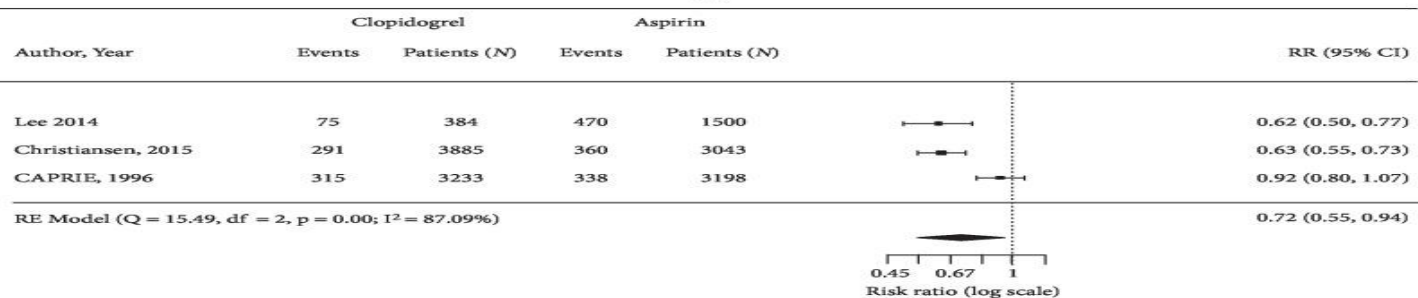 Clopidogrel Aspirin
Author, Year Events Patients (N) Events Patients (N) RR (95% CI)
Lee 2014 75 384 470 1500 0.62 (0.50, 0.77)
Christiansen, 2015 291 3885 360 3043 0.63 (0.55, 0.73)
CAPRIE, 1996 315 3233 338 3198 0.92 (0.80, 1.07)
RE Model (Q = 15.49, df = 2, p = 0.00; I² = 87.09%) 0.72 (0.55, 0.94)
0.45 0.67 1
Risk ratio (log scale)